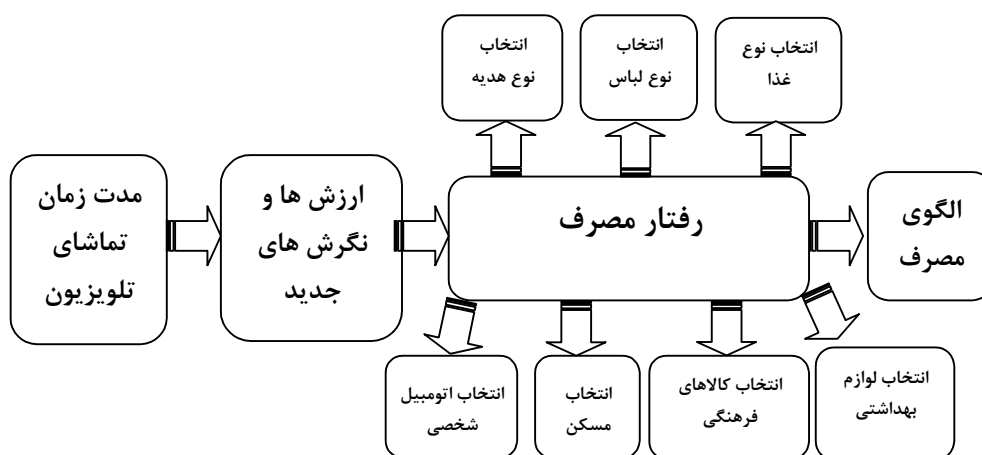 انتخاب
نوع هدیه
انتخاب
نوع لباس
انتخاب نوع
غذا
مدت زمان
تماشای
تلویزیون
ارزش ها و
نگرش های
جدید
رفتار مصرف
الگوی
مصرف
انتخاب اتومبیل
شخصی
انتخاب
مسکن
انتخاب کالاهای
فرهنگی
انتخاب لوازم
بهداشتی